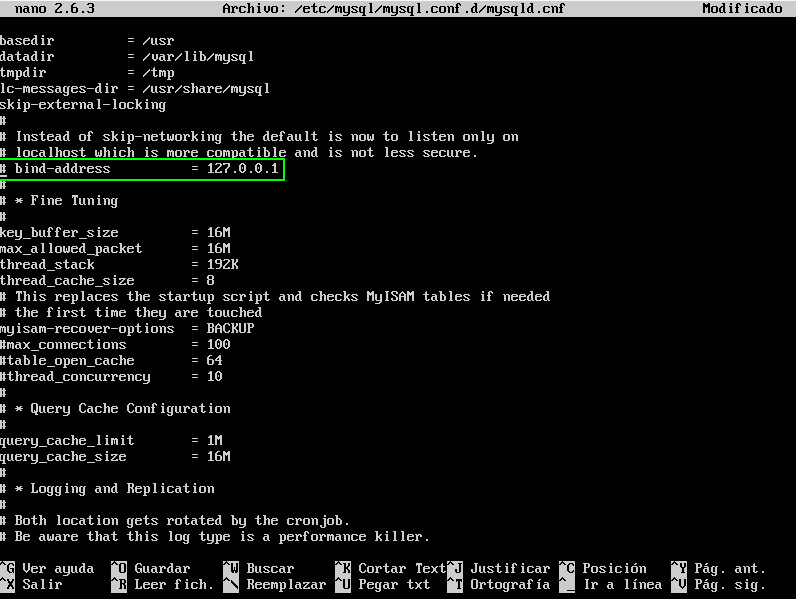 nano 2.6.3 Archivo: /etc/mysql/mysql.conf.d/mysqld.cnf Modificado
basedir = /usr
datadir = /var/lib/mysql
tmpdir = /tmp
lc-messages-dir = /usr/share/mysql
skip-external-locking
#
# Instead of skip-networking the default is now to listen only on
# localhost which is more compatible and is not less secure.
# bind-address = 127.0.0.1
#
# * Fine Tuning
#
key_buffer_size = 16M
max_allowed_packet = 16M
thread_stack = 192K
thread_cache_size = 8
# This replaces the startup script and checks MyISAM tables if needed
# the first time they are touched
myisam-recover-options = BACKUP
#max_connections = 100
#table_open_cache = 64
#thread_concurrency = 10
#
# * Query Cache Configuration
#
query_cache_limit = 1M
query_cache_size = 16M
#
# * Logging and Replication
#
# Both location gets rotated by the cronjob.
# Be aware that this log type is a performance killer.
^G Ver ayuda ^O Guardar ^W Buscar ^K Cortar Text ^J Justificar ^C Posición ^Y Pág. ant.
^X Salir ^R Leer fich. ^\ Reemplazar ^U Pegar txt ^T Ortografía ^_ Ir a línea ^V Pág. sig.